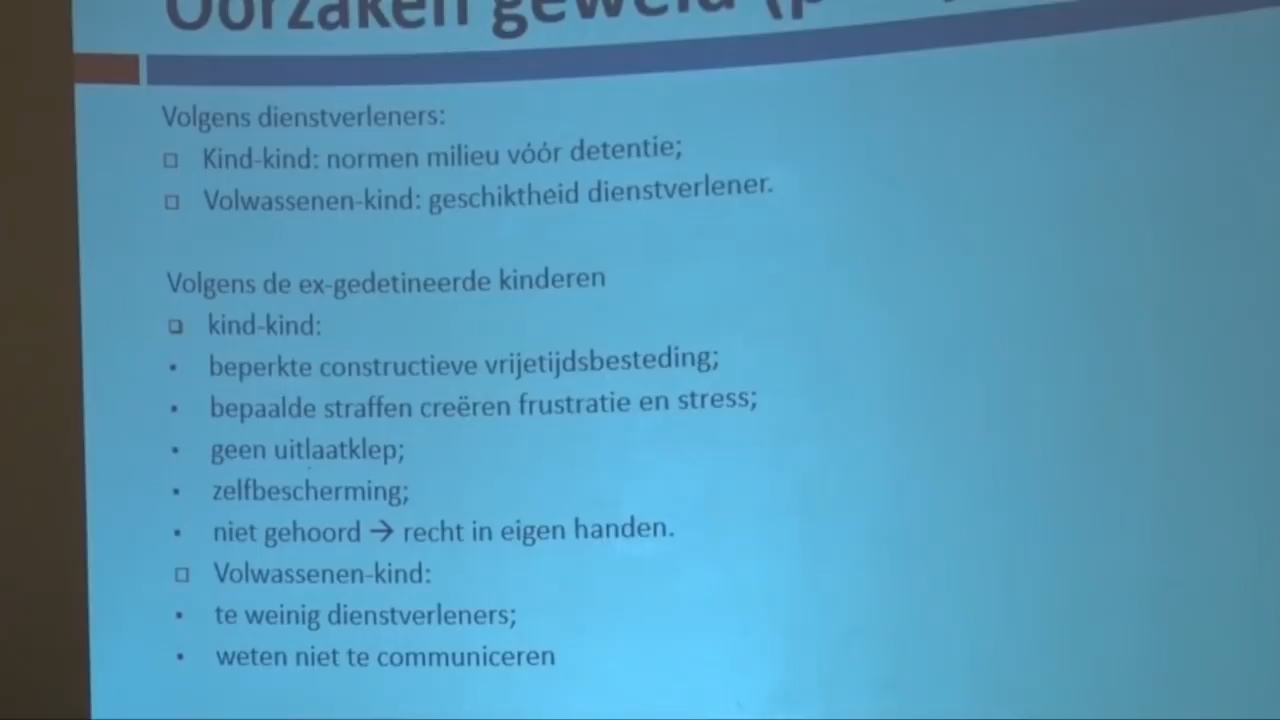 Oorzaken geweld
Volgens dienstverleners:
Kind-kind: normen milieu vóór detentie;
Volwassenen-kind: geschiktheid dienstverlener.
Volgens de ex-gedetineerde kinderen
kind-kind:
beperkte constructieve vrijetijdsbesteding;
bepaalde straffen creëren frustratie en stress;
geen uitlaatklep;
zelfbescherming;
niet gehoord → recht in eigen handen.
Volwassenen-kind:
te weinig dienstverleners;
weten niet te communiceren